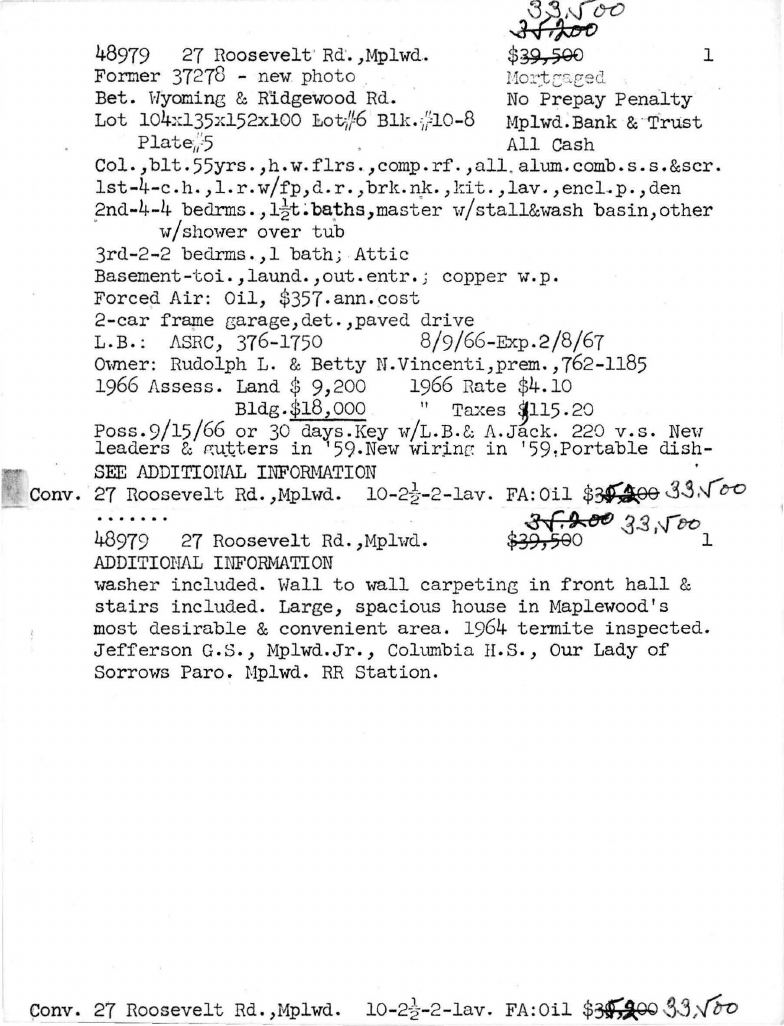 33,500
35,200
48979 27 Roosevelt Rd.,Mplwd. $39,500 1
Former 37278 - new photo Mortgaged
Bet. Wyoming & Ridgewood Rd. No Prepay Penalty
Lot 104x135x152x100 Lot#6 Blk.#10-8 Mplwd.Bank & Trust
Plate#5 All Cash
Col.,blt.55yrs.,h.w.flrs.,comp.rf.,all.alum.comb.s.s.&scr.
1st-4-c.h.,l.r.w/fp,d.r.,brk.nk.,kit.,lav.,encl.p.,den
2nd-4-4 bedrms.,1½t.baths,master w/stall&wash basin,other
w/shower over tub
3rd-2-2 bedrms.,1 bath; Attic
Basement-toi.,laund.,out.entr.; copper w.p.
Forced Air: Oil, $357.ann.cost
2-car frame garage,det.,paved drive
L.B.: ASRC, 376-1750 8/9/66-Exp.2/8/67
Owner: Rudolph L. & Betty N.Vincenti,prem.,762-1185
1966 Assess. Land $ 9,200 1966 Rate $4.10
Bldg.$18,000 " Taxes $1115.20
Poss.9/15/66 or 30 days.Key w/L.B.& A.Jack. 220 v.s. New
leaders & gutters in '59.New wiring in '59.Portable dish-
SEE ADDITIONAL INFORMATION
Conv. 27 Roosevelt Rd.,Mplwd. 10-2½-2-lav. FA:Oil $35,200 33,500
.......
35,200 33,500
48979 27 Roosevelt Rd.,Mplwd. $39,500 1
ADDITIONAL INFORMATION
washer included. Wall to wall carpeting in front hall &
stairs included. Large, spacious house in Maplewood's
most desirable & convenient area. 1964 termite inspected.
Jefferson G.S., Mplwd.Jr., Columbia H.S., Our Lady of
Sorrows Paro. Mplwd. RR Station.
Conv. 27 Roosevelt Rd.,Mplwd. 10-2½-2-lav. FA:Oil $35,200 33,500